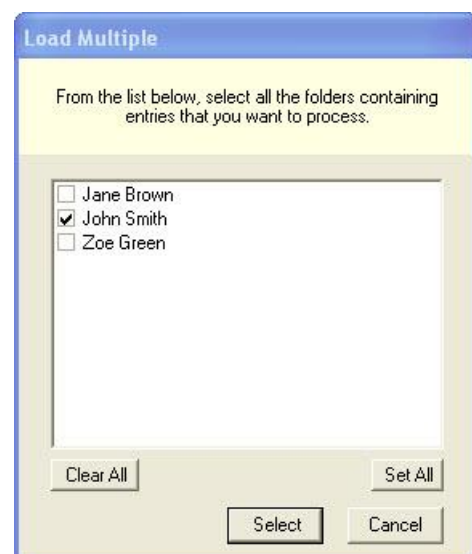 Load Multiple
From the list below, select all the folders containing
entries that you want to process.
Jane Brown
John Smith
Zoe Green
Clear All Set All
Select Cancel